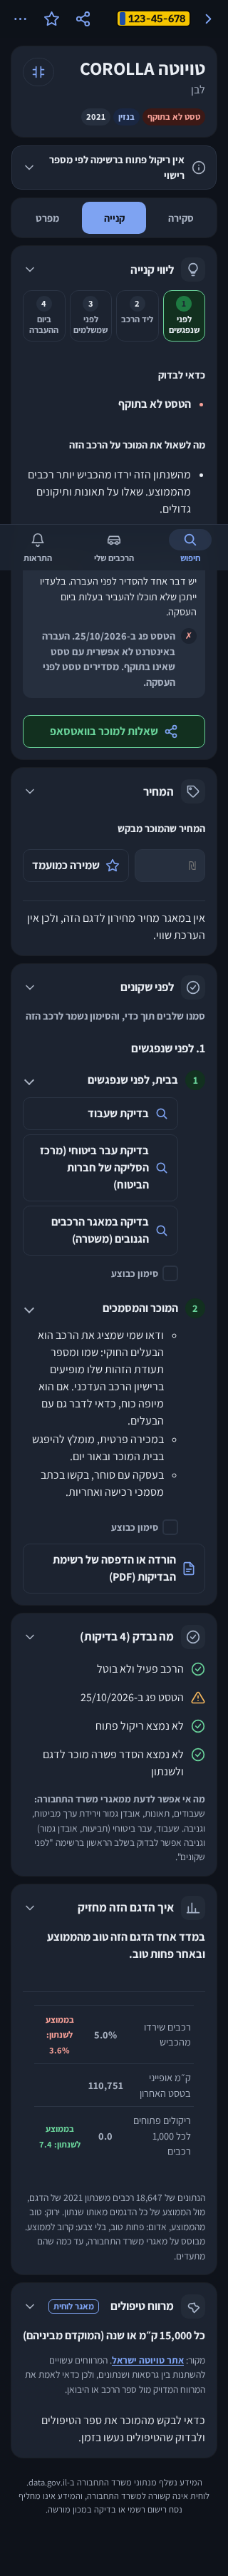 123-45-678
טויוטה COROLLA
לבן
טסט לא בתוקף
בנזין
2021
אין ריקול פתוח ברשימה לפי מספר
רישוי
סקירה
קנייה
מפרט
ליווי קנייה
1
לפני
שנפגשים
2
ליד הרכב
3
לפני
שמשלמים
4
ביום
ההעברה
כדאי לבדוק
הטסט לא בתוקף
מה לשאול את המוכר על הרכב הזה
מהשנתון הזה ירדו מהכביש יותר רכבים
מהממוצע. שאלו על תאונות ותיקונים
גדולים.
חיפוש
הרכבים שלי
התראות
יש דבר אחד להסדיר לפני העברה. בלעדיו
ייתכן שלא תוכלו להעביר בעלות ביום
העסקה.
✗
הטסט פג ב-25/10/2026. העברה
באינטרנט לא אפשרית עם טסט
שאינו בתוקף. מסדירים טסט לפני
העסקה.
שאלות למוכר בוואטסאפ
המחיר
המחיר שהמוכר מבקש
₪
שמירה כמועמד
אין במאגר מחיר מחירון לדגם הזה, ולכן אין
הערכת שווי.
לפני שקונים
סמנו שלבים תוך כדי, והסימון נשמר לרכב הזה
1. לפני שנפגשים
1
בבית, לפני שנפגשים
בדיקת שעבוד
בדיקת עבר ביטוחי (מרכז
הסליקה של חברות
הביטוח)
בדיקה במאגר הרכבים
הגנובים (משטרה)
סימון כבוצע
2
המוכר והמסמכים
ודאו שמי שמציג את הרכב הוא
הבעלים החוקי: שמו ומספר
תעודת הזהות שלו מופיעים
ברישיון הרכב העדכני. אם הוא
מיופה כוח, כדאי לדבר גם עם
הבעלים.
במכירה פרטית, מומלץ להיפגש
בבית המוכר ובאור יום.
בעסקה עם סוחר, בקשו בכתב
מסמכי רכישה ואחריות.
סימון כבוצע
הורדה או הדפסה של רשימת
הבדיקות (PDF)
מה נבדק (4 בדיקות)
הרכב פעיל ולא בוטל
הטסט פג ב-25/10/2026
לא נמצא ריקול פתוח
לא נמצא הסדר פשרה מוכר לדגם
ולשנתון
מה אי אפשר לדעת ממאגרי משרד התחבורה:
שעבודים, תאונות, אובדן גמור וירידת ערך מביטוח,
וגניבה. שעבוד, עבר ביטוחי (תביעות, אובדן גמור)
וגניבה אפשר לבדוק בשלב הראשון ברשימה "לפני
שקונים".
איך הדגם הזה מחזיק
במדד אחד הדגם הזה טוב מהממוצע
ובאחר פחות טוב.
רכבים שירדו
מהכביש
5.0%
בממוצע
לשנתון:
3.6%
ק״מ אופייני
בטסט האחרון
110,751
ריקולים פתוחים
לכל 1,000
רכבים
0.0
בממוצע
לשנתון: 7.4
הנתונים של 18,647 רכבים משנתון 2021 של הדגם,
מול הממוצע של כל הדגמים מאותו שנתון. ירוק: טוב
מהממוצע, אדום: פחות טוב, בלי צבע: קרוב לממוצע.
מבוסס על מאגרי משרד התחבורה, עד כמה שהם
מתעדים.
מרווח טיפולים
מאגר לוחית
כל 15,000 ק״מ או שנה (המוקדם מביניהם)
מקור: אתר טויוטה ישראל. המרווחים עשויים
להשתנות בין גרסאות ושנתונים, ולכן כדאי לאמת את
המרווח המדויק מול ספר הרכב או היבואן.
כדאי לבקש מהמוכר את ספר הטיפולים
ולבדוק שהטיפולים נעשו בזמן.
המידע נשלף מנתוני משרד התחבורה ב-data.gov.il.
לוחית אינה קשורה למשרד התחבורה, והמידע אינו מחליף
נסח רישום רשמי או בדיקה במכון מורשה.